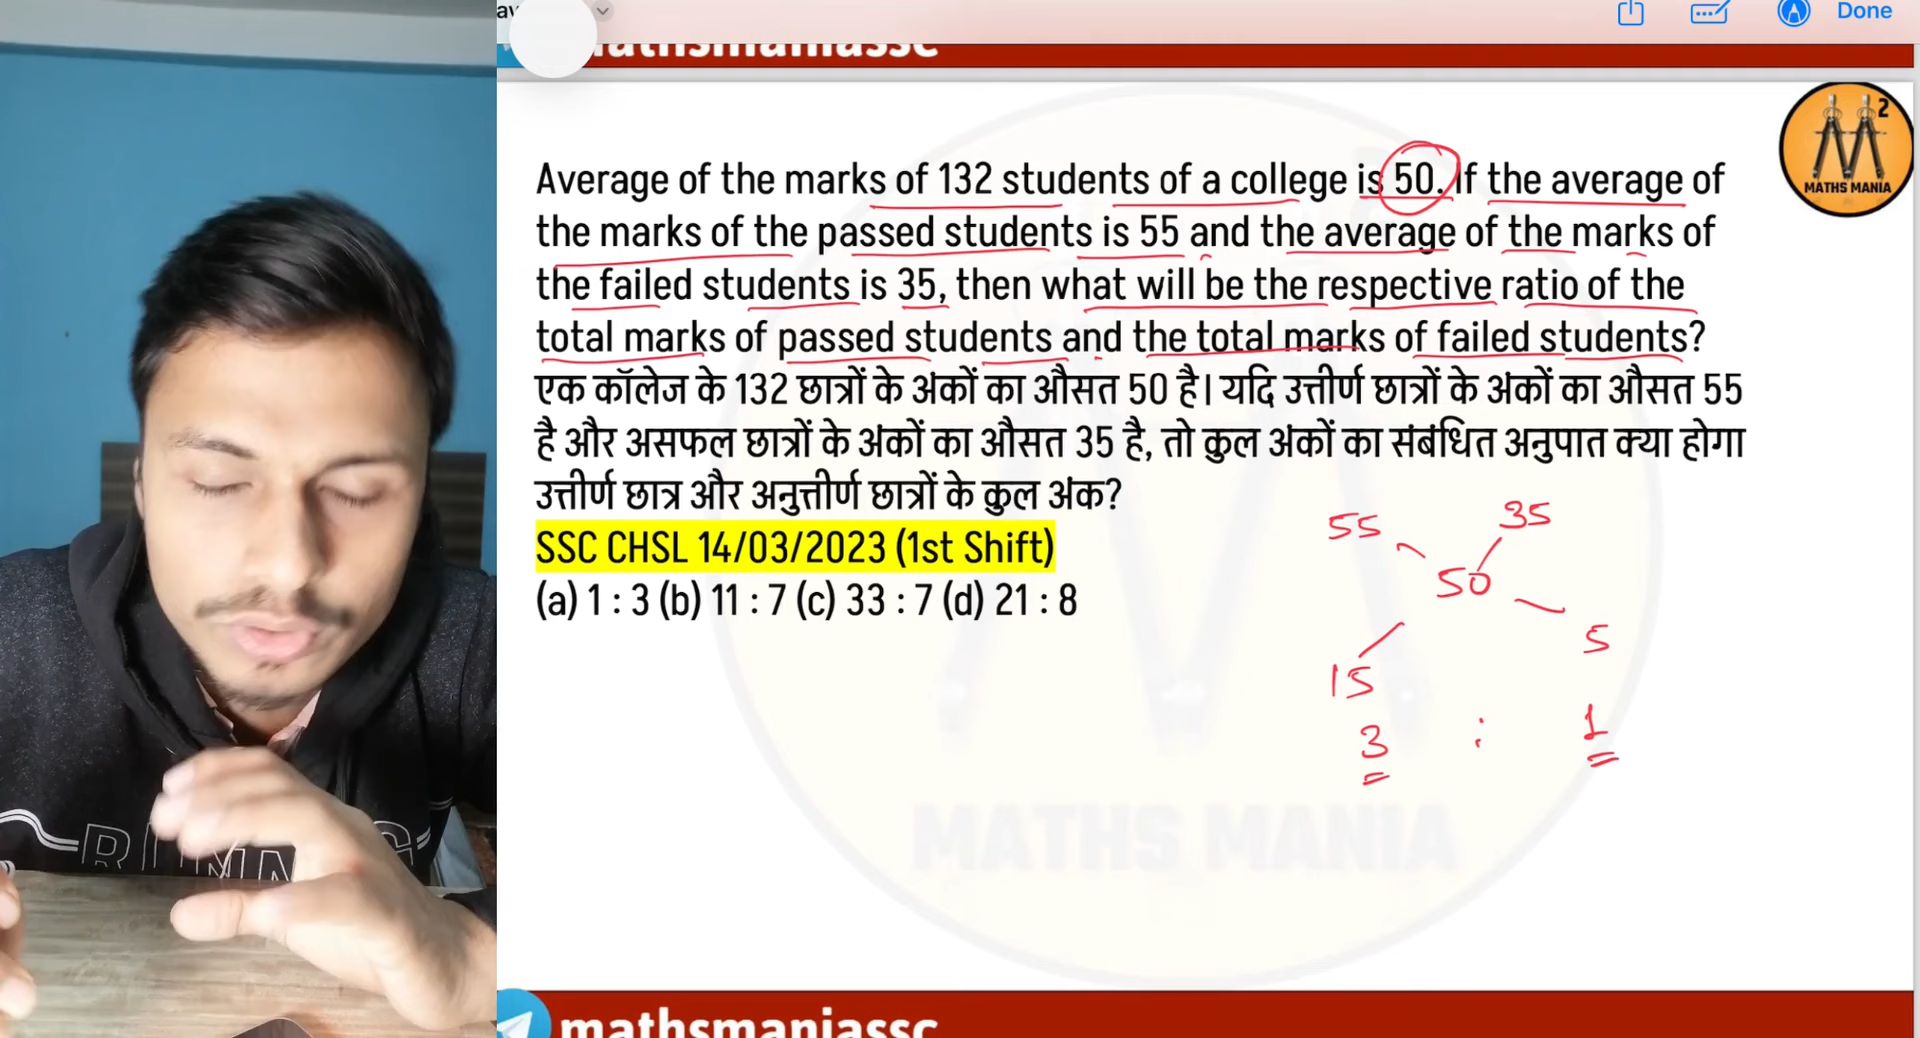 Done
mathsmaniassc
2
MATHS MANIA
Average of the marks of 132 students of a college is 50. If the average of
the marks of the passed students is 55 and the average of the marks of
the failed students is 35, then what will be the respective ratio of the
total marks of passed students and the total marks of failed students?
एक कॉलेज के 132 छात्रों के अंकों का औसत 50 है। यदि उत्तीर्ण छात्रों के अंकों का औसत 55
है और असफल छात्रों के अंकों का औसत 35 है, तो कुल अंकों का संबंधित अनुपात क्या होगा
उत्तीर्ण छात्र और अनुत्तीर्ण छात्रों के कुल अंक?
SSC CHSL 14/03/2023 (1st Shift)
(a) 1 : 3 (b) 11 : 7 (c) 33 : 7 (d) 21 : 8
55 35
50
15 5
3 : 1
MATHS MANIA
mathsmaniassc